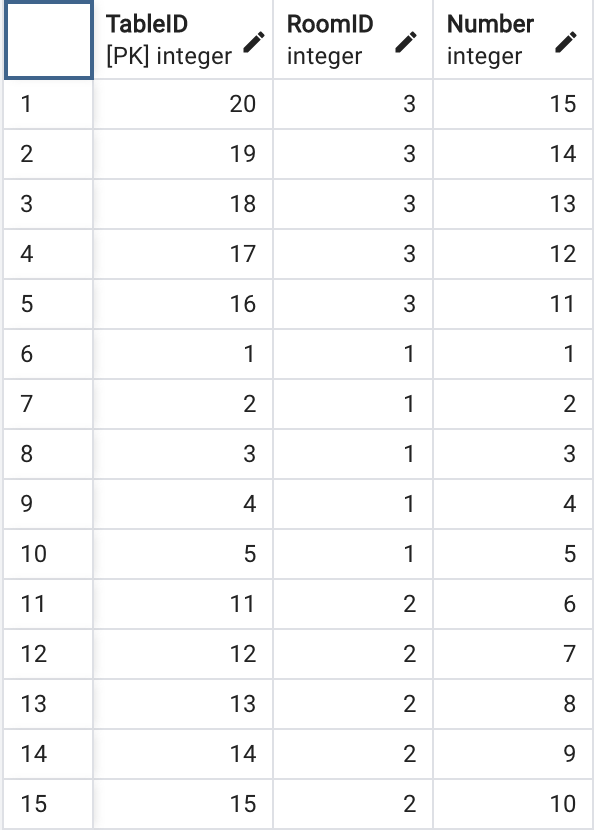 TableID RoomID Number
[PK] integer integer integer
1 20 3 15
2 19 3 14
3 18 3 13
4 17 3 12
5 16 3 11
6 1 1 1
7 2 1 2
8 3 1 3
9 4 1 4
10 5 1 5
11 11 2 6
12 12 2 7
13 13 2 8
14 14 2 9
15 15 2 10